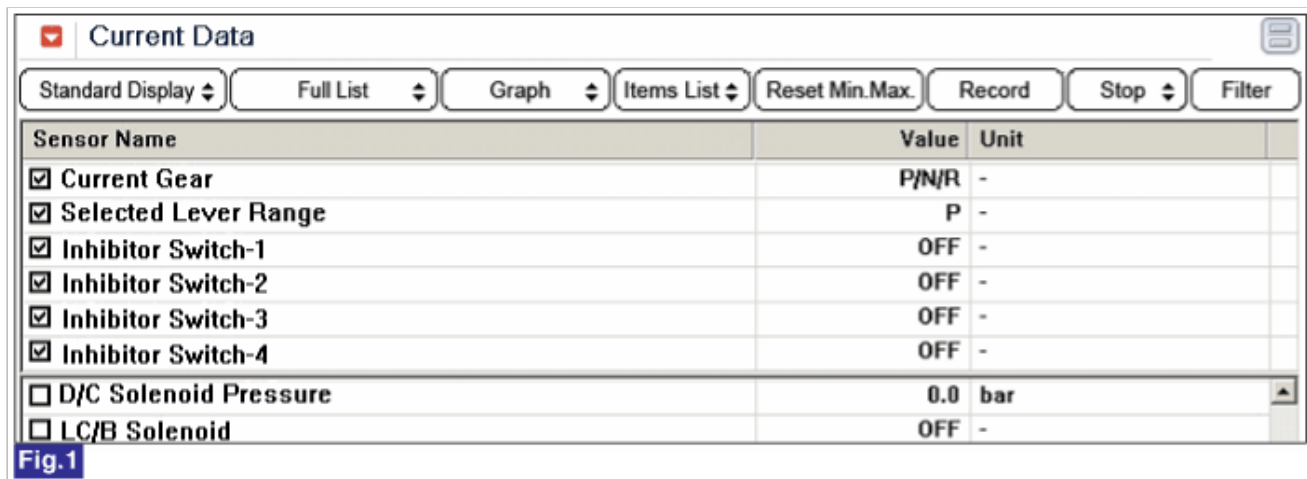 Current Data
Standard Display Full List Graph Items List Reset Min.Max. Record Stop Filter
Sensor Name Value Unit
Current Gear P/N/R -
Selected Lever Range P -
Inhibitor Switch-1 OFF -
Inhibitor Switch-2 OFF -
Inhibitor Switch-3 OFF -
Inhibitor Switch-4 OFF -
D/C Solenoid Pressure 0.0 bar
LC/B Solenoid OFF -
Fig.1